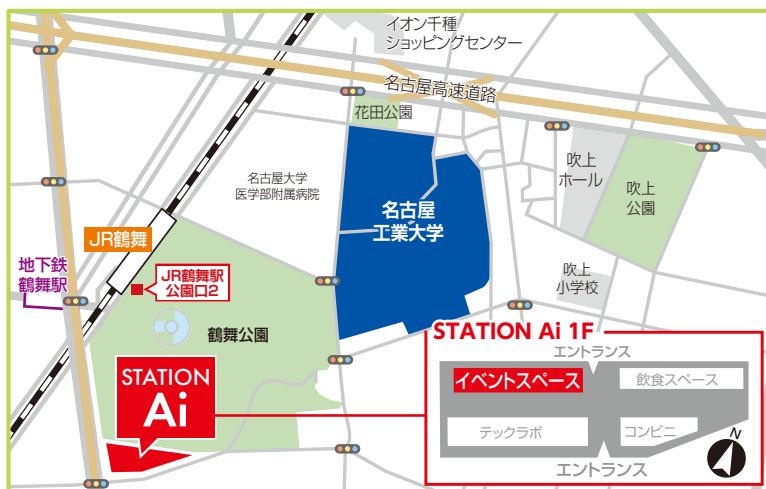 イオン千種
ショッピングセンター
名古屋高速道路
花田公園
名古屋大学
医学部附属病院
名古屋
工業大学
吹上
ホール
吹上
公園
吹上
小学校
JR鶴舞
地下鉄
鶴舞駅
JR鶴舞駅
公園口2
鶴舞公園
STATION
Ai
STATION Ai 1F
エントランス
イベントスペース
飲食スペース
テックラボ
コンビニ
エントランス
N